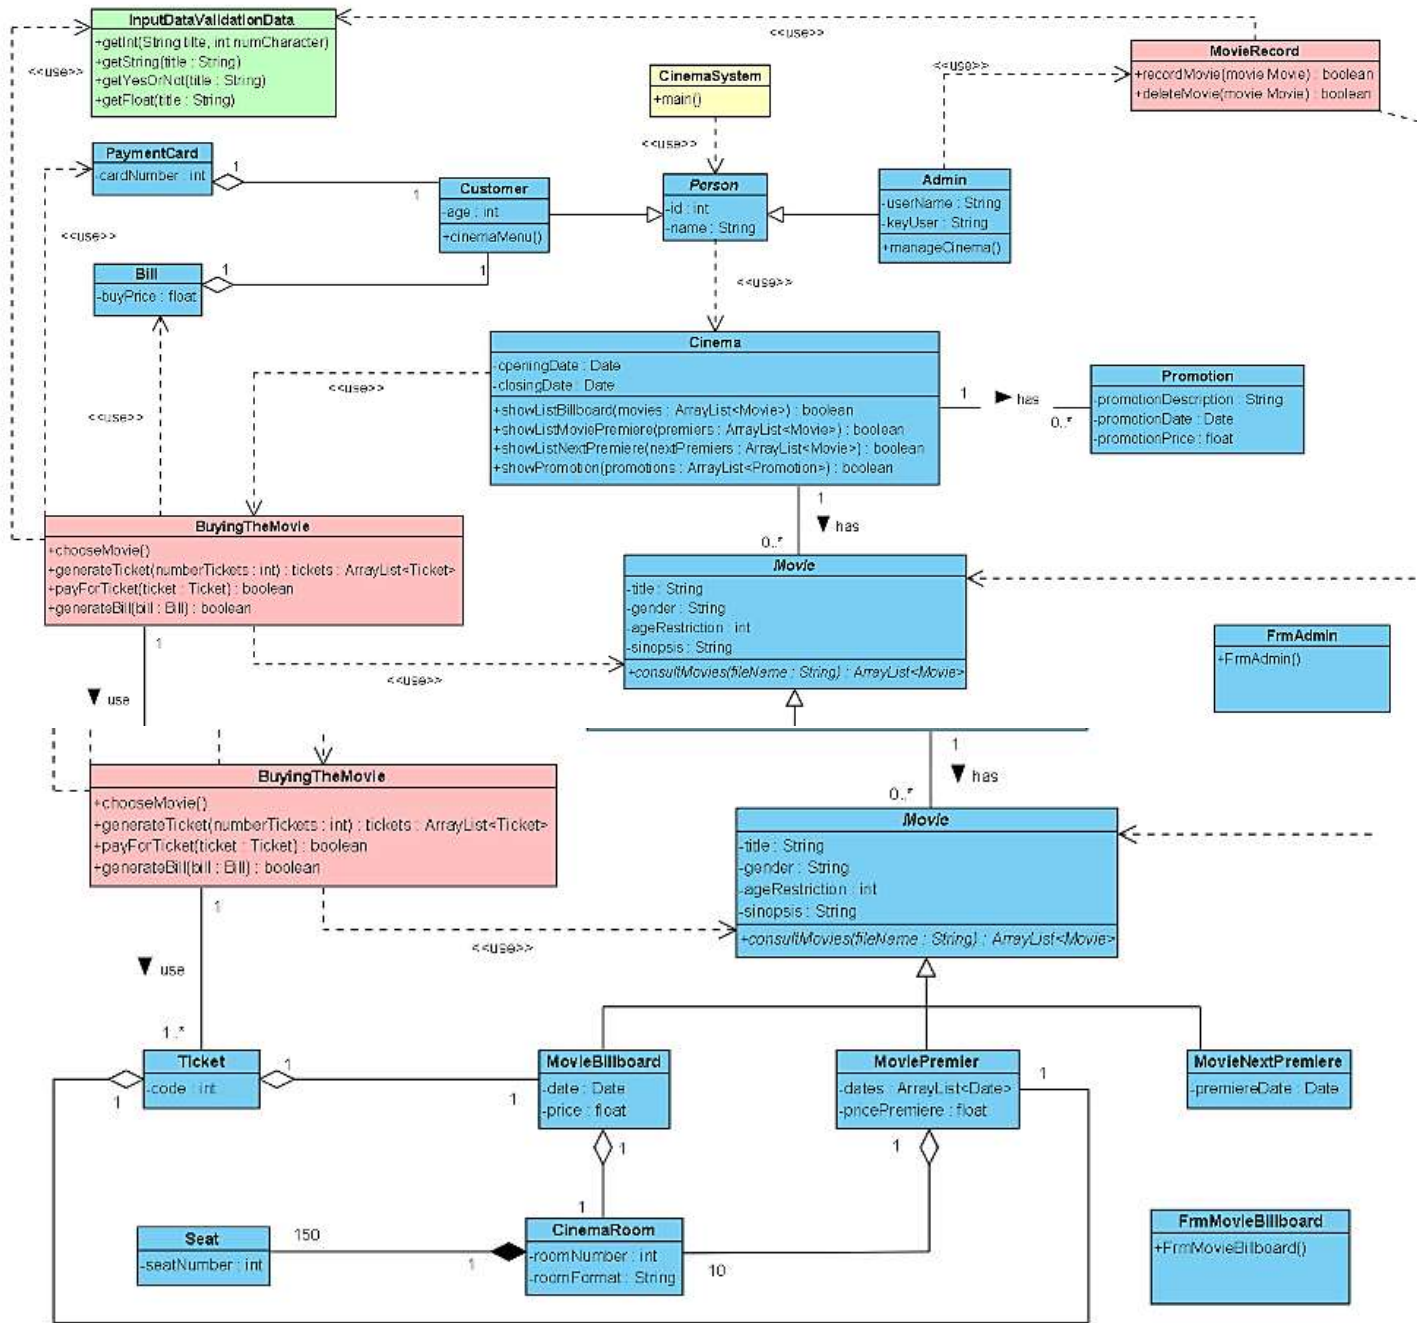 InputDataValidationData
+getInt(String tilte, int numCharacter)
+getString(title : String)
+getYesOrNot(title : String)
+getFloat(title : String)
<<use>>
<<use>>
MovieRecord
+recordMovie(movie Movie) : boolean
+deleteMovie(movie Movie) : boolean
CinemaSystem
+main()
<<use>>
<<use>>
PaymentCard
-cardNumber : int
1
1
Customer
-age : int
+cinemaMenu()
Person
-id : int
-name : String
Admin
-userName : String
-keyUser : String
+manageCinema()
<<use>>
Bill
-buyPrice : float
1
1
<<use>>
Cinema
-openingDate : Date
-closingDate : Date
+showListBillboard(movies : ArrayList<Movie>) : boolean
+showListMoviePremiere(premiers : ArrayList<Movie>) : boolean
+showListNextPremiere(nextPremiers : ArrayList<Movie>) : boolean
+showPromotion(promotions : ArrayList<Promotion>) : boolean
<<use>>
<<use>>
1
has
0..*
Promotion
-promotionDescription : String
-promotionDate : Date
-promotionPrice : float
1
has
0..*
BuyingTheMovie
+chooseMovie()
+generateTicket(numberTickets : int) : tickets : ArrayList<Ticket>
+payForTicket(ticket : Ticket) : boolean
+generateBill(bill : Bill) : boolean
Movie
-title : String
-gender : String
-ageRestriction : int
-sinopsis : String
+consultMovies(fileName : String) : ArrayList<Movie>
FrmAdmin
+FrmAdmin()
1
use
<<use>>
1
has
0..*
BuyingTheMovie
+chooseMovie()
+generateTicket(numberTickets : int) : tickets : ArrayList<Ticket>
+payForTicket(ticket : Ticket) : boolean
+generateBill(bill : Bill) : boolean
Movie
-title : String
-gender : String
-ageRestriction : int
-sinopsis : String
+consultMovies(fileName : String) : ArrayList<Movie>
1
use
<<use>>
1..*
Ticket
-code : int
1
1
1
MovieBillboard
-date : Date
-price : float
MoviePremier
-dates : ArrayList<Date>
-pricePremiere : float
1
MovieNextPremiere
-premiereDate : Date
1
1
1
Seat
-seatNumber : int
150
1
CinemaRoom
-roomNumber : int
-roomFormat : String
10
FrmMovieBillboard
+FrmMovieBillboard()